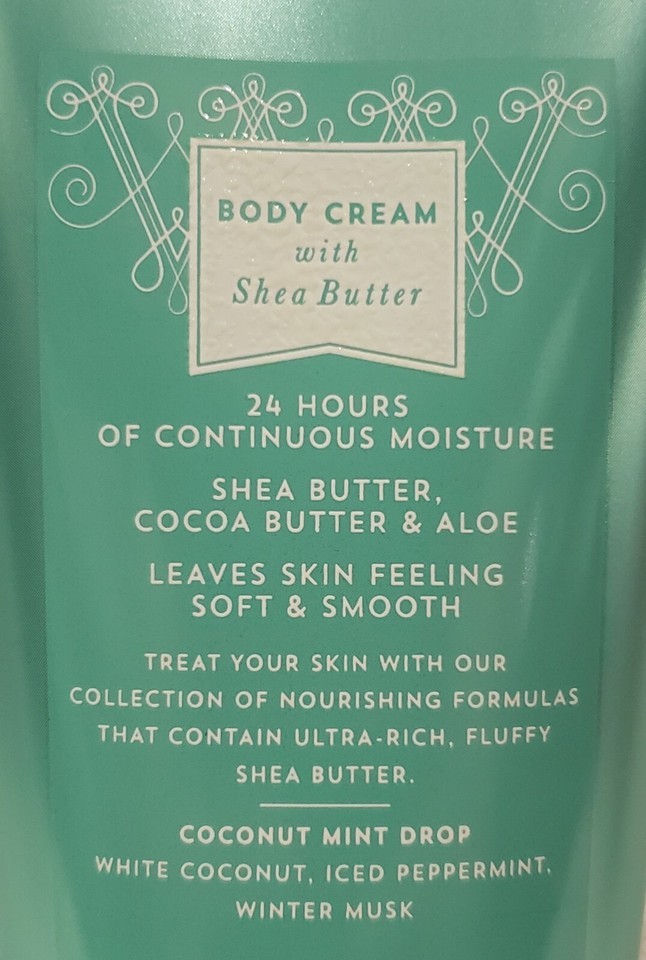 BODY CREAM
with
Shea Butter
24 HOURS
OF CONTINUOUS MOISTURE
SHEA BUTTER,
COCOA BUTTER & ALOE
LEAVES SKIN FEELING
SOFT & SMOOTH
TREAT YOUR SKIN WITH OUR
COLLECTION OF NOURISHING FORMULAS
THAT CONTAIN ULTRA-RICH, FLUFFY
SHEA BUTTER.
COCONUT MINT DROP
WHITE COCONUT, ICED PEPPERMINT,
WINTER MUSK